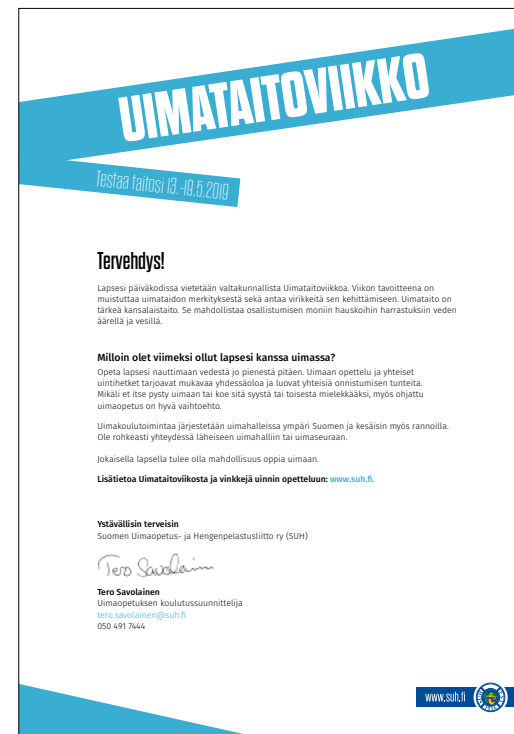 UIMATAITOVIIKKO
Testaa taitosi 13.-19.5.2019
Tervehdys!
Lapsesi päiväkodissa vietetään valtakunnallista Uimataitoviikkoa. Viikon tavoitteena on
muistuttaa uimataidon merkityksestä sekä antaa virikkeitä sen kehittämiseen. Uimataito on
tärkeä kansalaistaito. Se mahdollistaa osallistumisen moniin hauskoihin harrastuksiin veden
äärellä ja vesillä.
Milloin olet viimeksi ollut lapsesi kanssa uimassa?
Opeta lapsesi nauttimaan vedestä jo pienestä pitäen. Uimaan opettelu ja yhteiset
uintihetket tarjoavat mukavaa yhdessäoloa ja luovat yhteisiä onnistumisen tunteita.
Mikäli et itse pysty uimaan tai koe sitä syystä tai toisesta mielekkääksi, myös ohjattu
uimaopetus on hyvä vaihtoehto.
Uimakoulutoimintaa järjestetään uimahalleissa ympäri Suomen ja kesäisin myös rannoilla.
Ole rohkeasti yhteydessä läheiseen uimahalliin tai uimaseuraan.
Jokaisella lapsella tulee olla mahdollisuus oppia uimaan.
Lisätietoa Uimataitoviikosta ja vinkkejä uinnin opetteluun: www.suh.fi.
Ystävällisin terveisin
Suomen Uimaopetus- ja Hengenpelastusliitto ry (SUH)
Tero Savolainen
Tero Savolainen
Uimaopetuksen koulutussuunnittelija
tero.savolainen@suh.fi
050 491 7444
www.suh.fi